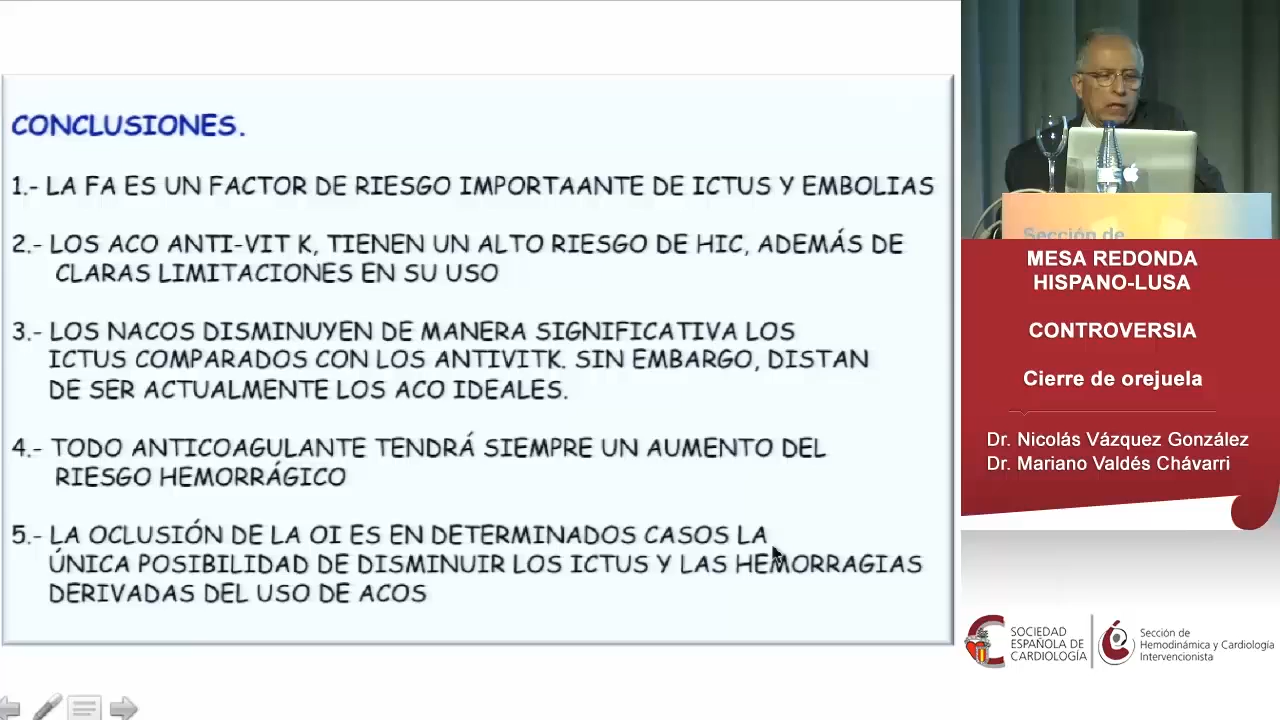 CONCLUSIONES.
1.- LA FA ES UN FACTOR DE RIESGO IMPORTAANTE DE ICTUS Y EMBOLIAS
2.- LOS ACO ANTI-VIT K, TIENEN UN ALTO RIESGO DE HIC, ADEMÁS DE
CLARAS LIMITACIONES EN SU USO
3.- LOS NACOS DISMINUYEN DE MANERA SIGNIFICATIVA LOS
ICTUS COMPARADOS CON LOS ANTIVITK. SIN EMBARGO, DISTAN
DE SER ACTUALMENTE LOS ACO IDEALES.
4.- TODO ANTICOAGULANTE TENDRÁ SIEMPRE UN AUMENTO DEL
RIESGO HEMORRÁGICO
5.- LA OCLUSIÓN DE LA OI ES EN DETERMINADOS CASOS LA
ÚNICA POSIBILIDAD DE DISMINUIR LOS ICTUS Y LAS HEMORRAGIAS
DERIVADAS DEL USO DE ACOS
Sección de
MESA REDONDA
HISPANO-LUSA
CONTROVERSIA
Cierre de orejuela
Dr. Nicolás Vázquez González
Dr. Mariano Valdés Chávarri
SOCIEDAD
ESPAÑOLA DE
CARDIOLOGÍA
Sección de
Hemodinámica y Cardiología
Intervencionista